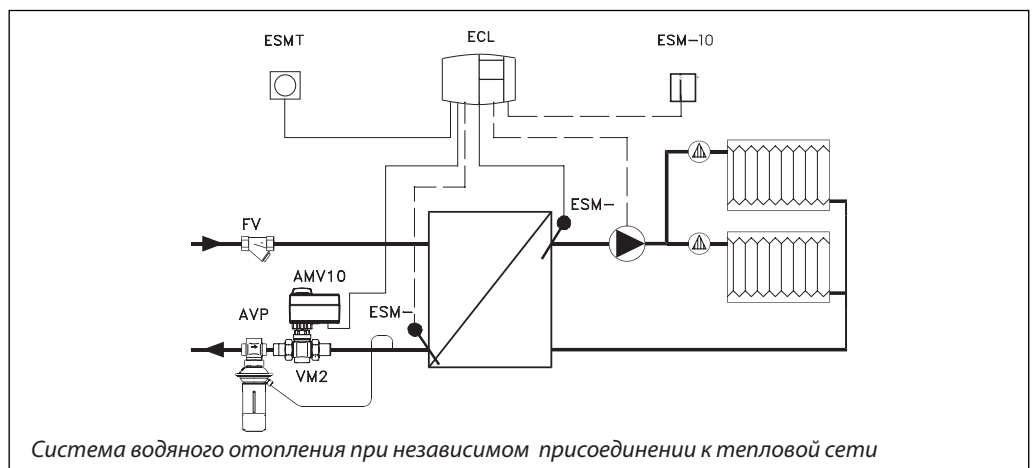 ESMT
ECL
ESM-10
ESM-
FV
AMV10
ESM-
AVP
VM2
Система водяного отопления при независимом присоединении к тепловой сети